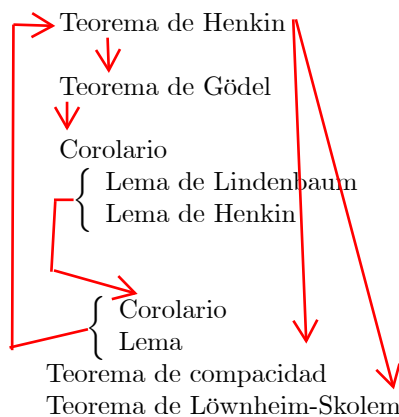 Teorema de Henkin
Teorema de Gödel
Corolario
Lema de Lindenbaum
Lema de Henkin
Corolario
Lema
Teorema de compacidad
Teorema de Löwnheim-Skolem